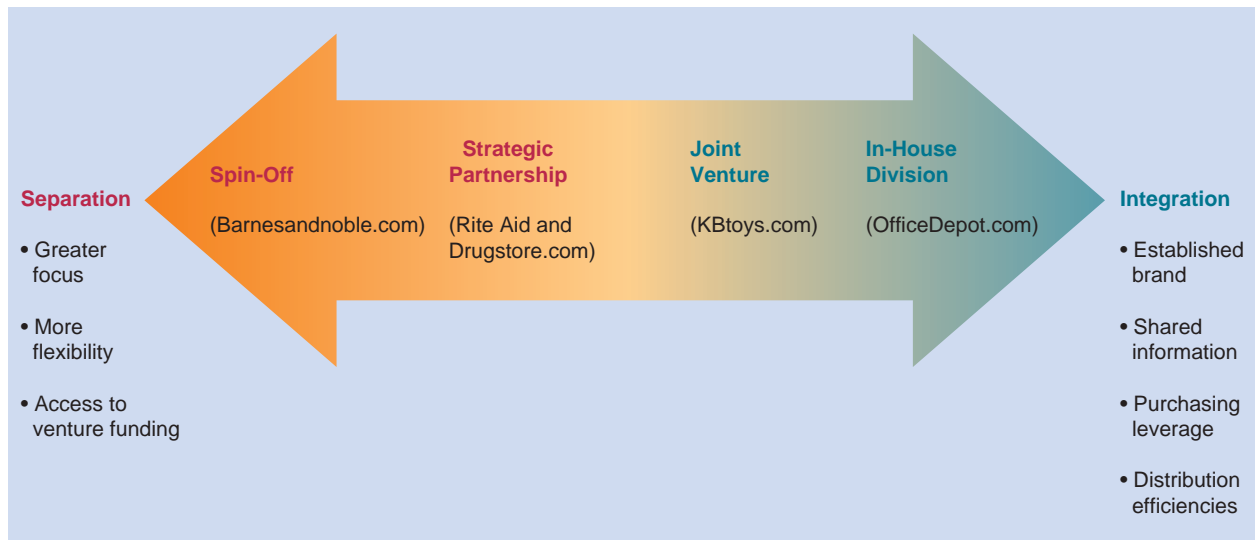 Separation
• Greater
focus
• More
flexibility
• Access to
venture funding
Spin-Off
(Barnesandnoble.com)
Strategic
Partnership
(Rite Aid and
Drugstore.com)
Joint
Venture
(KBtoys.com)
In-House
Division
(OfficeDepot.com)
Integration
• Established
brand
• Shared
information
• Purchasing
leverage
• Distribution
efficiencies